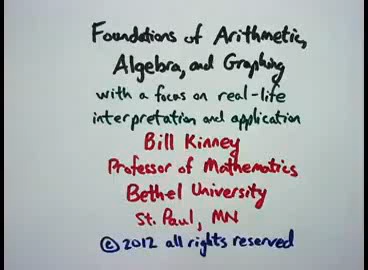 Foundations of Arithmetic,
Algebra, and Graphing
with a focus on real-life
interpretation and application
Bill Kinney
Professor of Mathematics
Bethel University
St. Paul, MN
© 2012 all rights reserved